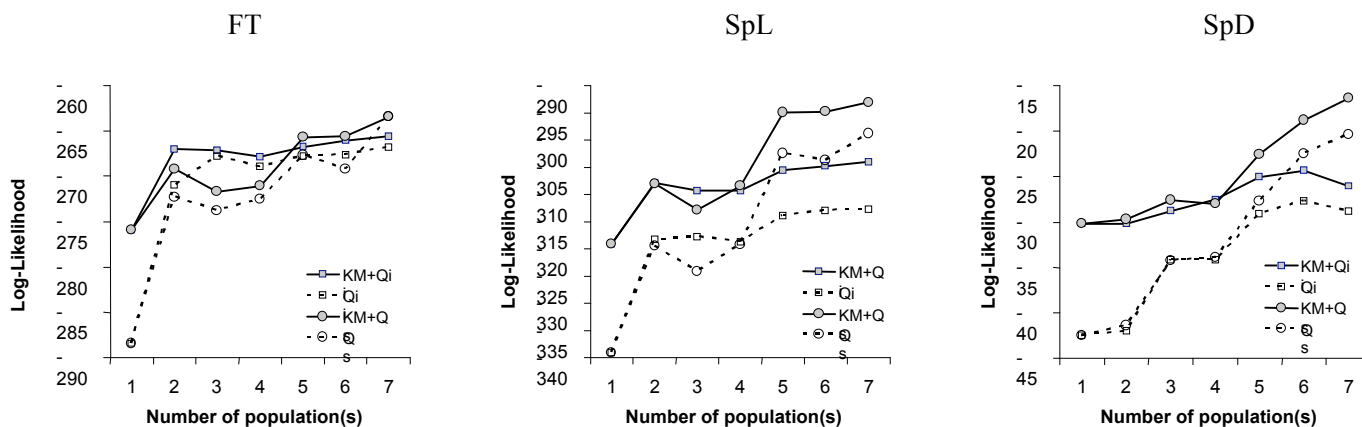 FT
-
260
-
265
-
270
-
275
-
280
-
285
-
290
Log-Likelihood
KM+Qi
Qi
KM+Q
Q
s
1 2 3 4 5 6 7
Number of population(s)
SpL
-
290
-
295
-
300
-
305
-
310
-
315
-
320
-
325
-
330
-
335
-
340
Log-Likelihood
KM+Q
Qi
KM+Q
s
1 2 3 4 5 6 7
Number of population(s)
SpD
-
15
-
20
-
25
-
30
-
35
-
40
-
45
Log-Likelihood
KM+Qi
Qi
KM+Q
s
1 2 3 4 5 6 7
Number of population(s)